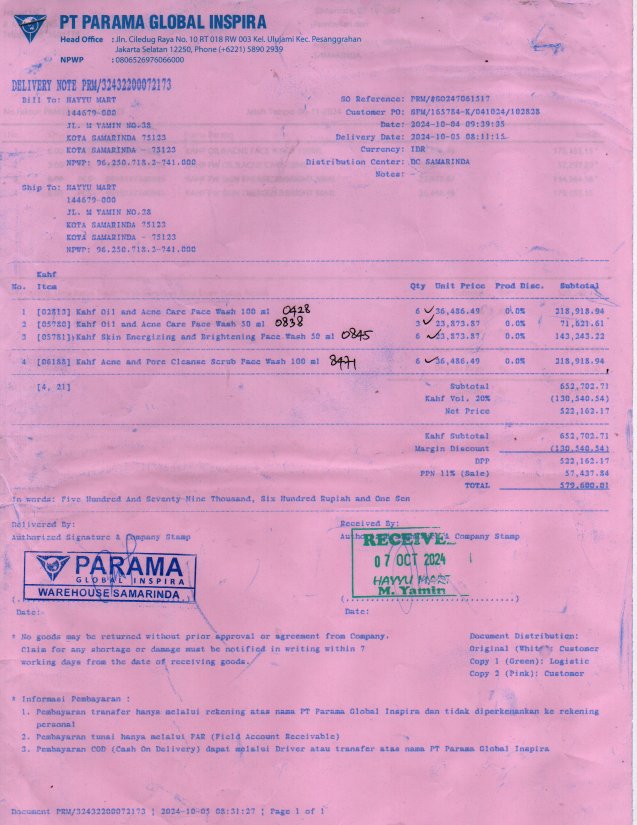 PT PARAMA GLOBAL INSPIRA
Head Office : Jln. Ciledug Raya No. 10 RT 018 RW 003 Kel. Ulujami Kec. Pesanggrahan
Jakarta Selatan 12250, Phone (+6221) 5890 2939
NPWP : 0806526976066000
DELIVERY NOTE PRM/32432200072173
Bill To: HAYYU MART
144679-000
JL. M YAMIN NO.38
KOTA SAMARINDA 75123
KOTA SAMARINDA - 75123
NPWP: 96.250.718.2-741.000
SO Reference: PRM/#SO247061517
Customer PO: SFM/165784-K/041024/102828
Date: 2024-10-04 09:39:05
Delivery Date: 2024-10-05 08:11:15
Currency: IDR
Distribution Center: DC SAMARINDA
Notes: -
Ship To: HAYYU MART
144679-000
JL. M YAMIN NO.38
KOTA SAMARINDA 75123
KOTA SAMARINDA - 75123
NPWP: 96.250.718.2-741.000
Kahf
No. Item Qty Unit Price Prod Disc. Subtotal
1 [02813] Kahf Oil and Acne Care Face Wash 100 ml 0428 6 36,486.49 0.0% 218,918.94
2 [05780] Kahf Oil and Acne Care Face Wash 50 ml 0838 3 23,873.87 0.0% 71,621.61
3 [05781] Kahf Skin Energizing and Brightening Face Wash 50 ml 0845 6 23,873.87 0.0% 143,243.22
4 [06188] Kahf Acne and Pore Cleanse Scrub Face Wash 100 ml 6 36,486.49 0.0% 218,918.94
[4, 21]
Subtotal 652,702.71
Kahf Vol. 20% (130,540.54)
Net Price 522,162.17
Kahf Subtotal 652,702.71
Margin Discount (130,540.54)
DPP 522,162.17
PPN 11% (Sale) 57,437.84
TOTAL 579,600.01
In words: Five Hundred And Seventy-Nine Thousand, Six Hundred Rupiah and One Sen
Delivered By:
Authorized Signature & Company Stamp
Received By:
Company Stamp
PARAMA
GLOBAL INSPIRA
WAREHOUSE SAMARINDA
RECEIVE
07 OCT 2024
HAYYU MART
M. Yamin
Date:
Date:
* No goods may be returned without prior approval or agreement from Company.
Claim for any shortage or damage must be notified in writing within 7
working days from the date of receiving goods.
Document Distribution:
Original (White): Customer
Copy 1 (Green): Logistic
Copy 2 (Pink): Customer
* Informasi Pembayaran :
1. Pembayaran transfer hanya melalui rekening atas nama PT Parama Global Inspira dan tidak diperkenankan ke rekening
personal
2. Pembayaran tunai hanya melalui FAR (Field Account Receivable)
3. Pembayaran COD (Cash On Delivery) dapat melalui Driver atau transfer atas nama PT Parama Global Inspira
Document PRM/32432200072173 | 2024-10-05 08:31:27 | Page 1 of 1